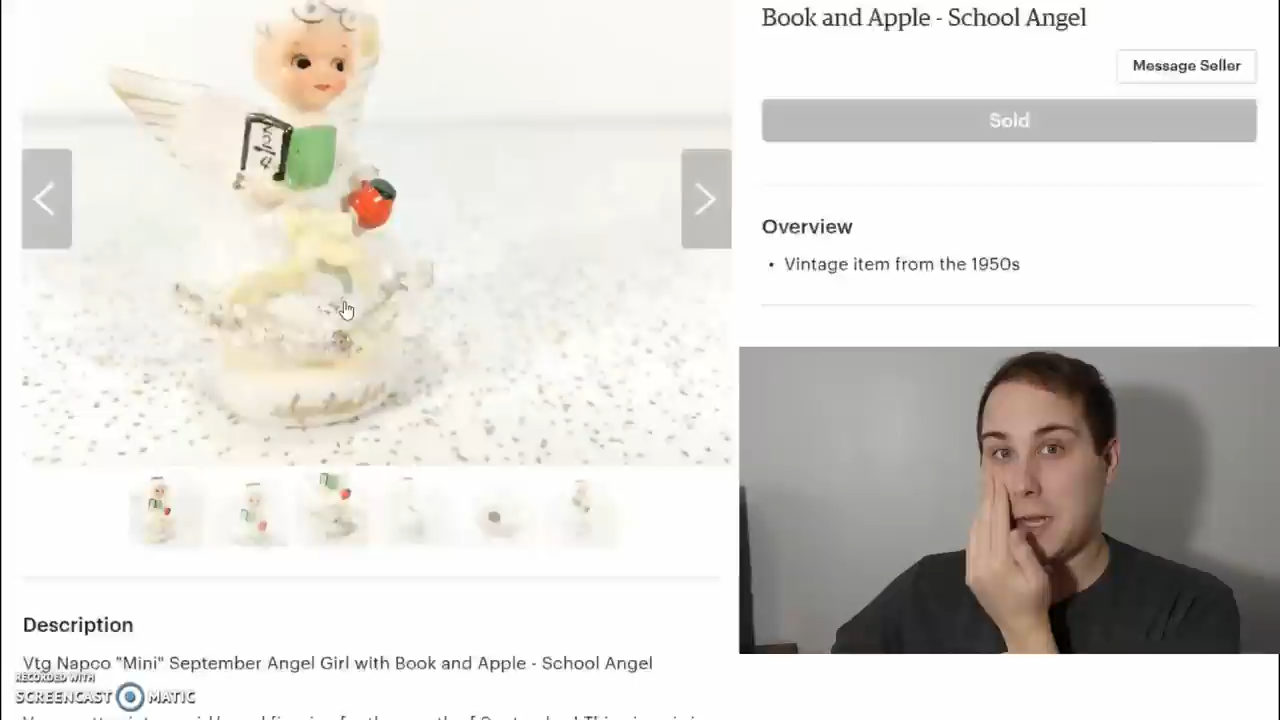 Book and Apple - School Angel
Message Seller
Sold
Overview
• Vintage item from the 1950s
Description
Vtg Napco "Mini" September Angel Girl with Book and Apple - School Angel
RECORDED WITH
SCREENCAST MATIC